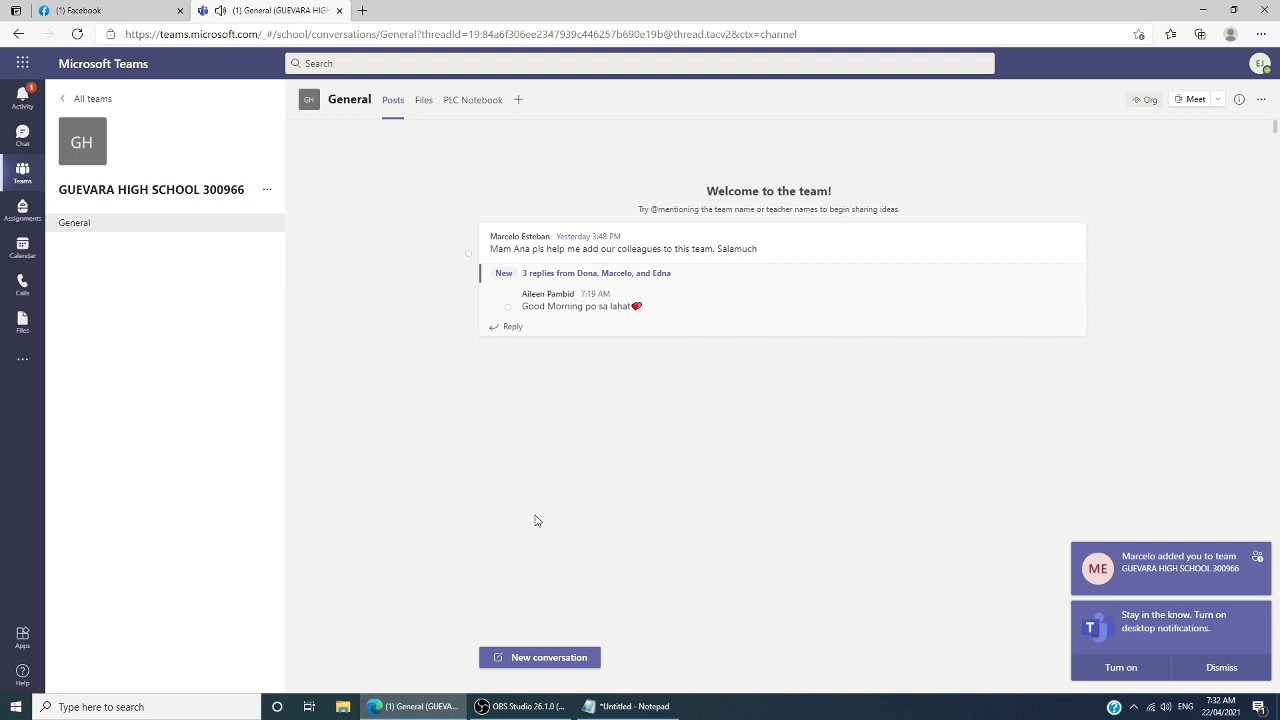 (1) Facebook
(1) General (GUEVARA HIGH
https://teams.microsoft.com/_#/school/conversations/General?threadId=19:84a6f306ee2347939c446257b690e19b@thread.tacv2&ctx=channel
Microsoft Teams
Search
EJ
1
Activity
Chat
Teams
Assignments
Calendar
Calls
Files
Apps
Help
All teams
GH
GUEVARA HIGH SCHOOL 300966
General
GH
General
Posts
Files
PLC Notebook
Org
Meet
Welcome to the team!
Try @mentioning the team name or teacher names to begin sharing ideas.
Marcelo Esteban Yesterday 3:48 PM
Mam Ana pls help me add our colleagues to this team. Salamuch
New 3 replies from Dona, Marcelo, and Edna
Aileen Pambid 7:19 AM
Good Morning po sa lahat
Reply
New conversation
ME
Marcelo added you to team
GUEVARA HIGH SCHOOL 300966
T
Stay in the know. Turn on
desktop notifications.
Turn on
Dismiss
Type here to search
(1) General (GUEVA...
OBS Studio 26.1.0 (...
*Untitled - Notepad
ENG
7:32 AM
22/04/2021